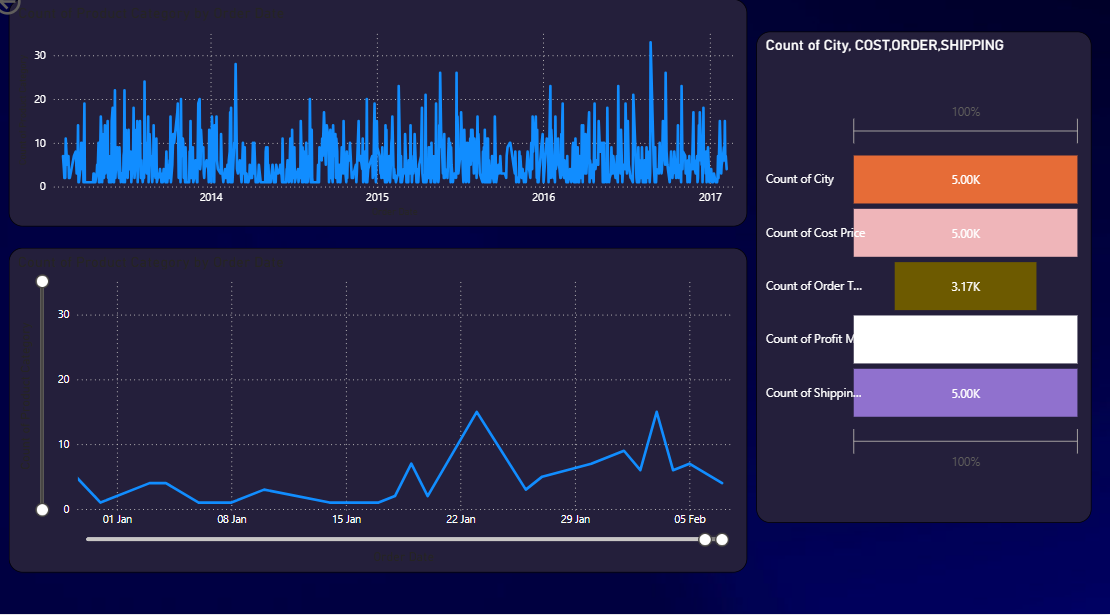 30
20
10
0
2014 2015 2016 2017
30
20
10
0
01 Jan 08 Jan 15 Jan 22 Jan 29 Jan 05 Feb
Count of City, COST,ORDER,SHIPPING
100%
Count of City 5.00K
Count of Cost Price 5.00K
Count of Order T... 3.17K
Count of Profit M
Count of Shippin... 5.00K
100%